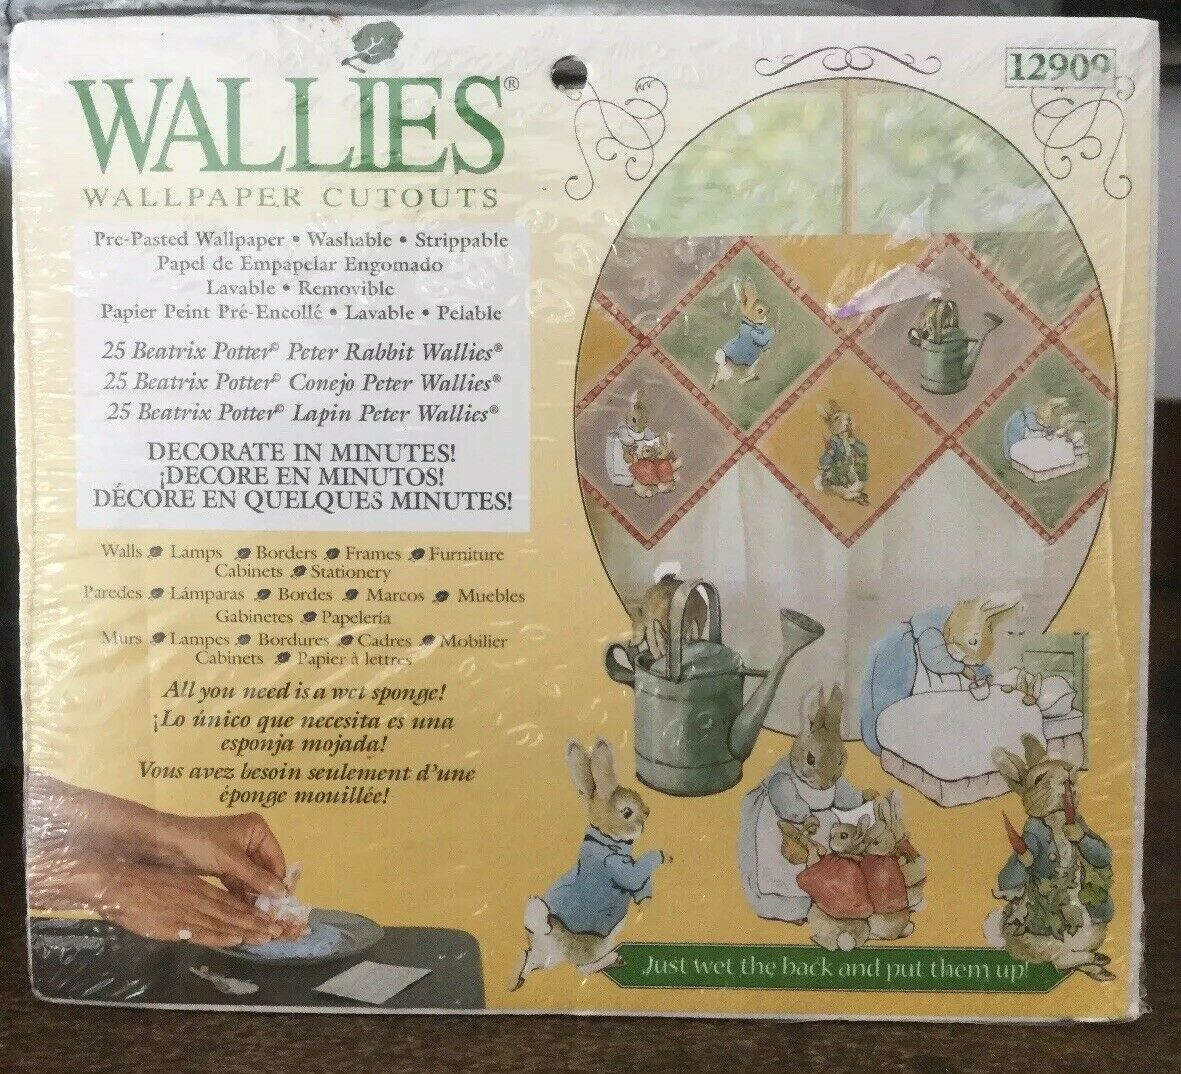 WALLIES®
WALLPAPER CUTOUTS
12909
Pre-Pasted Wallpaper • Washable • Strippable
Papel de Empapelar Engomado
Lavable • Removible
Papier Peint Pré-Encollé • Lavable • Pelable
25 Beatrix Potter© Peter Rabbit Wallies®
25 Beatrix Potter© Conejo Peter Wallies®
25 Beatrix Potter© Lapin Peter Wallies®
DECORATE IN MINUTES!
¡DECORE EN MINUTOS!
DÉCORE EN QUELQUES MINUTES!
Walls Lamps Borders Frames Furniture
Cabinets Stationery
Paredes Lámparas Bordes Marcos Muebles
Gabinetes Papelería
Murs Lampes Bordures Cadres Mobilier
Cabinets Papier à lettres
All you need is a wet sponge!
¡Lo único que necesita es una
esponja mojada!
Vous avez besoin seulement d'une
éponge mouillée!
Just wet the back and put them up!